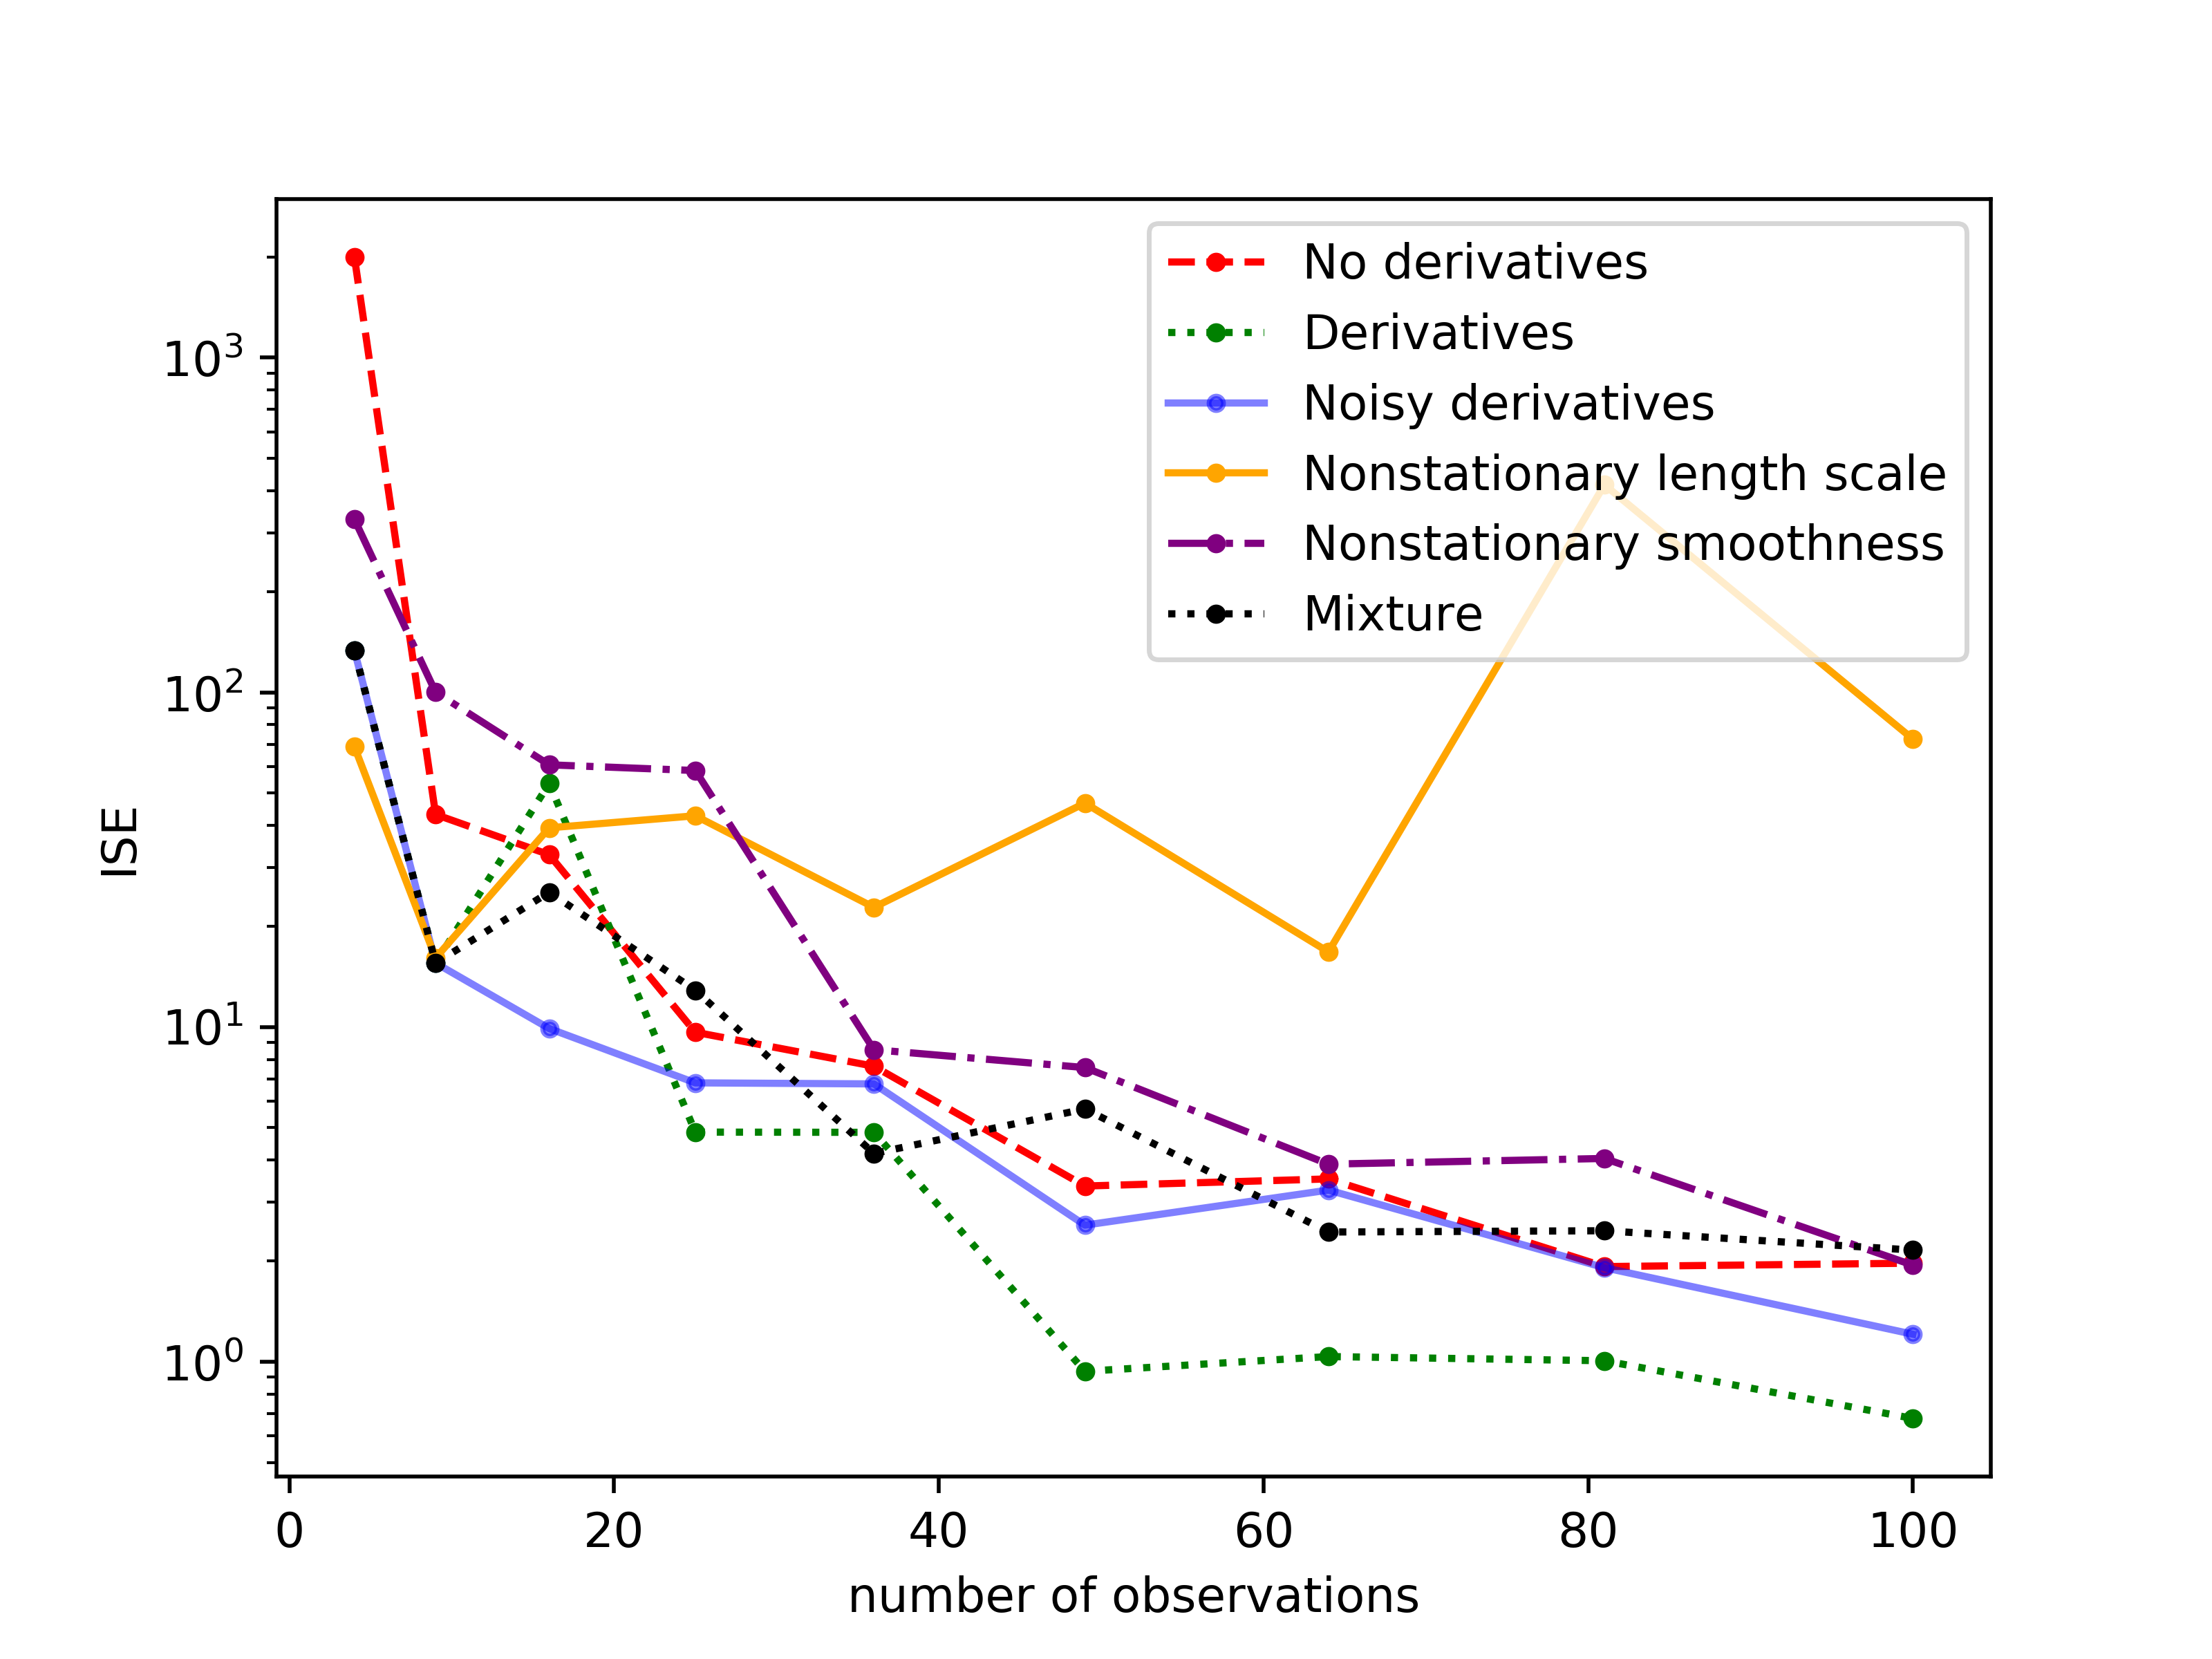 No derivatives
Derivatives
Noisy derivatives
Nonstationary length scale
Nonstationary smoothness
Mixture
10³
10²
10¹
10⁰
ISE
0 20 40 60 80 100
number of observations